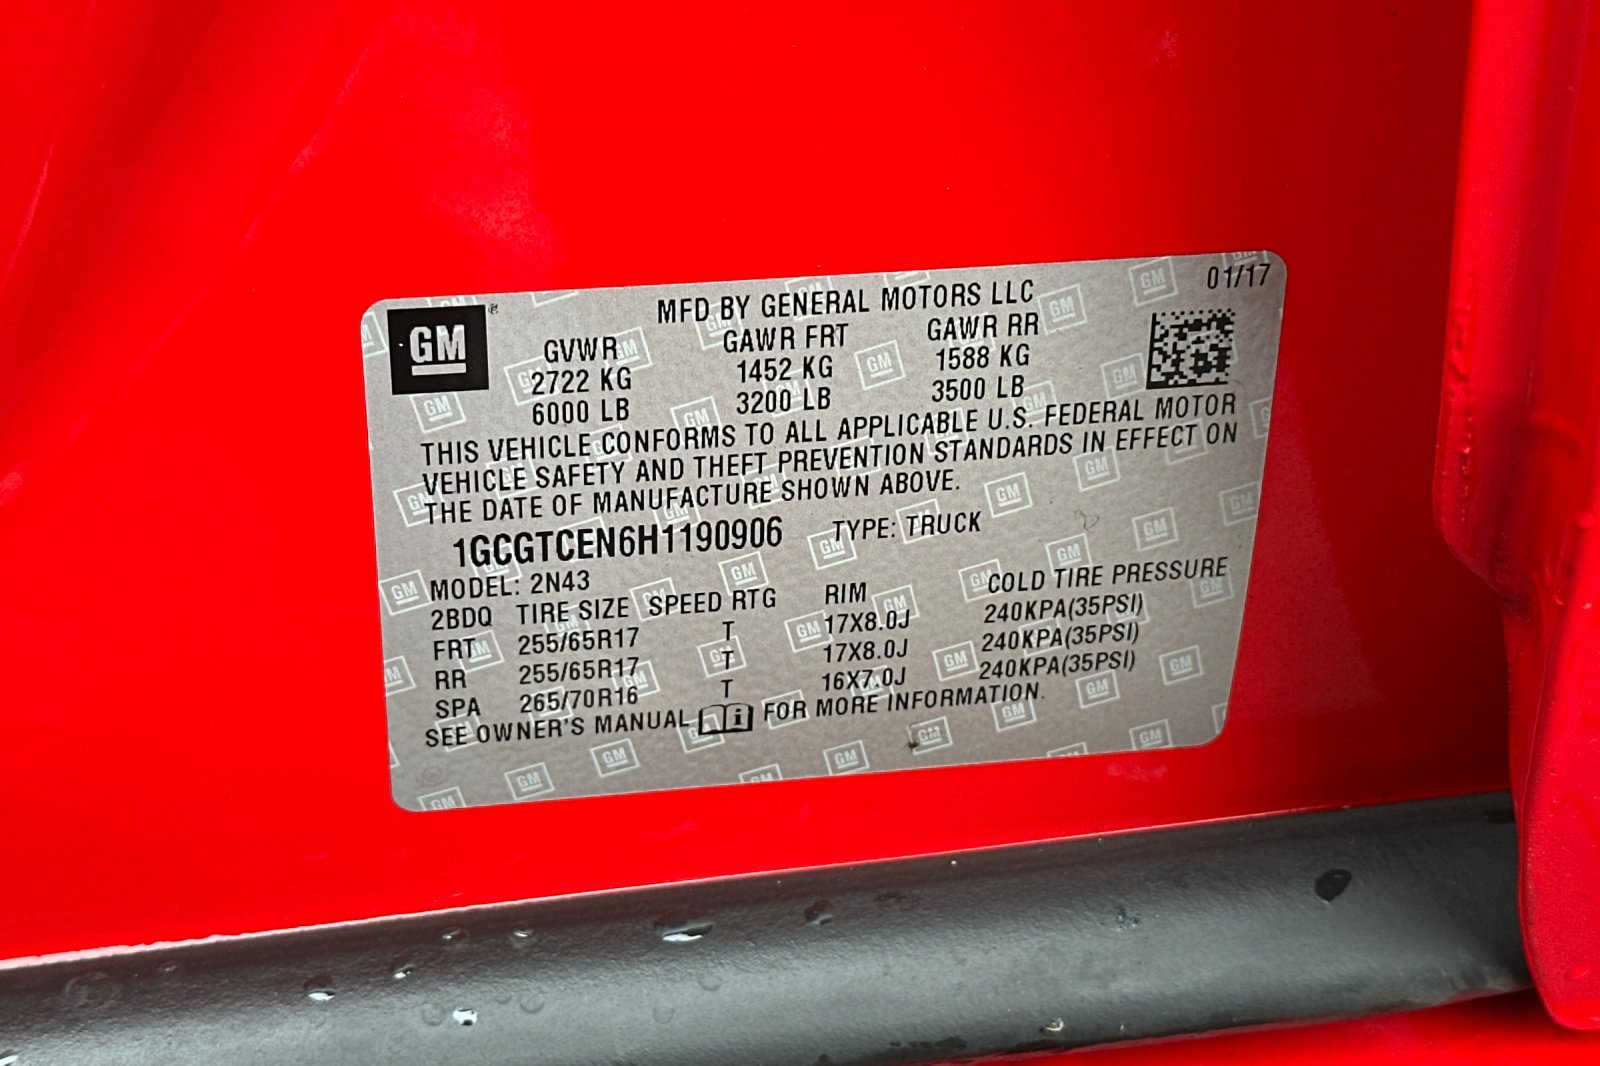 MFD BY GENERAL MOTORS LLC 01/17
GM
GVWR GAWR FRT GAWR RR
2722 KG 1452 KG 1588 KG
6000 LB 3200 LB 3500 LB
THIS VEHICLE CONFORMS TO ALL APPLICABLE U.S. FEDERAL MOTOR
VEHICLE SAFETY AND THEFT PREVENTION STANDARDS IN EFFECT ON
THE DATE OF MANUFACTURE SHOWN ABOVE.
1GCGTCEN6H1190906 TYPE: TRUCK
MODEL: 2N43
2BDQ TIRE SIZE SPEED RTG RIM COLD TIRE PRESSURE
FRT 255/65R17 T 17X8.0J 240KPA(35PSI)
RR 255/65R17 T 17X8.0J 240KPA(35PSI)
SPA 265/70R16 T 16X7.0J 240KPA(35PSI)
SEE OWNER'S MANUAL i FOR MORE INFORMATION.